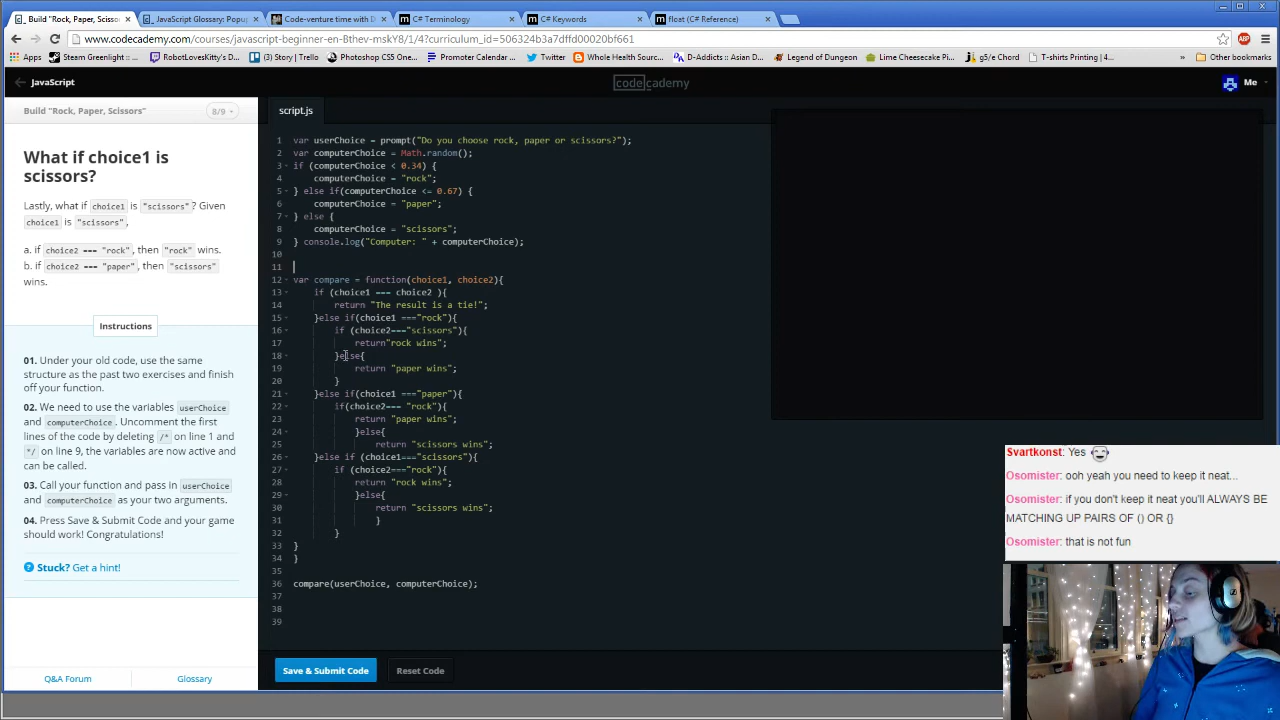 Build "Rock, Paper, Scisso
JavaScript Glossary: Popup
Code-venture time with D
C# Terminology
C# Keywords
float (C# Reference)
www.codecademy.com/courses/javascript-beginner-en-Bthev-mskY8/1/4?curriculum_id=506324b3a7dffd00020bf661
ABP
Apps
Steam Greenlight ::
RobotLovesKitty's D
(3) Story | Trello
Photoshop CS5 One
Promoter Calendar
Twitter
Whole Health Sourc
D-Addicts :: Asian D
Legend of Dungeon
Lime Cheesecake Pie
g5/e Chord
T-shirts Printing | 4
Other bookmarks
JavaScript
codecademy
Me
Build "Rock, Paper, Scissors"
8/9
script.js
What if choice1 is
scissors?
Lastly, what if choice1 is "scissors"? Given
choice1 is "scissors",
a. if choice2 === "rock", then "rock" wins.
b. if choice2 === "paper", then "scissors"
wins.
Instructions
01. Under your old code, use the same
structure as the past two exercises and finish
off your function.
02. We need to use the variables userChoice
and computerChoice. Uncomment the first
lines of the code by deleting /* on line 1 and
*/ on line 9, the variables are now active and
can be called.
03. Call your function and pass in userChoice
and computerChoice as your two arguments.
04. Press Save & Submit Code and your game
should work! Congratulations!
Stuck? Get a hint!
Q&A Forum
Glossary
1 var userChoice = prompt("Do you choose rock, paper or scissors?");
2 var computerChoice = Math.random();
3 if (computerChoice < 0.34) {
4 computerChoice = "rock";
5 } else if(computerChoice <= 0.67) {
6 computerChoice = "paper";
7 } else {
8 computerChoice = "scissors";
9 } console.log("Computer: " + computerChoice);
10
11
12 var compare = function(choice1, choice2){
13 if (choice1 === choice2 ){
14 return "The result is a tie!";
15 }else if(choice1 ==="rock"){
16 if (choice2==="scissors"){
17 return"rock wins";
18 }else{
19 return "paper wins";
20 }
21 }else if(choice1 ==="paper"){
22 if(choice2=== "rock"){
23 return "paper wins";
24 }else{
25 return "scissors wins";
26 }else if (choice1==="scissors"){
27 if (choice2==="rock"){
28 return "rock wins";
29 }else{
30 return "scissors wins";
31 }
32 }
33 }
34 }
35
36 compare(userChoice, computerChoice);
37
38
39
Save & Submit Code
Reset Code
Svartkonst: Yes
Osomister: ooh yeah you need to keep it neat...
Osomister: if you don't keep it neat you'll ALWAYS BE
MATCHING UP PAIRS OF () OR {}
Osomister: that is not fun